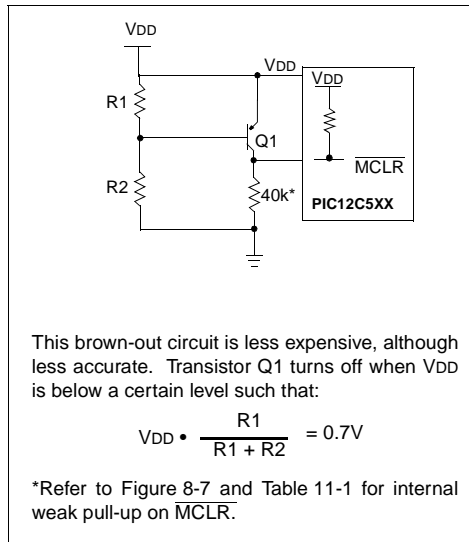 VDD
VDD
VDD
R1
Q1
MCLR
R2
40k*
PIC12C5XX
This brown-out circuit is less expensive, although
less accurate. Transistor Q1 turns off when VDD
is below a certain level such that:
VDD • R1 / R1 + R2 = 0.7V
*Refer to Figure 8-7 and Table 11-1 for internal
weak pull-up on MCLR.